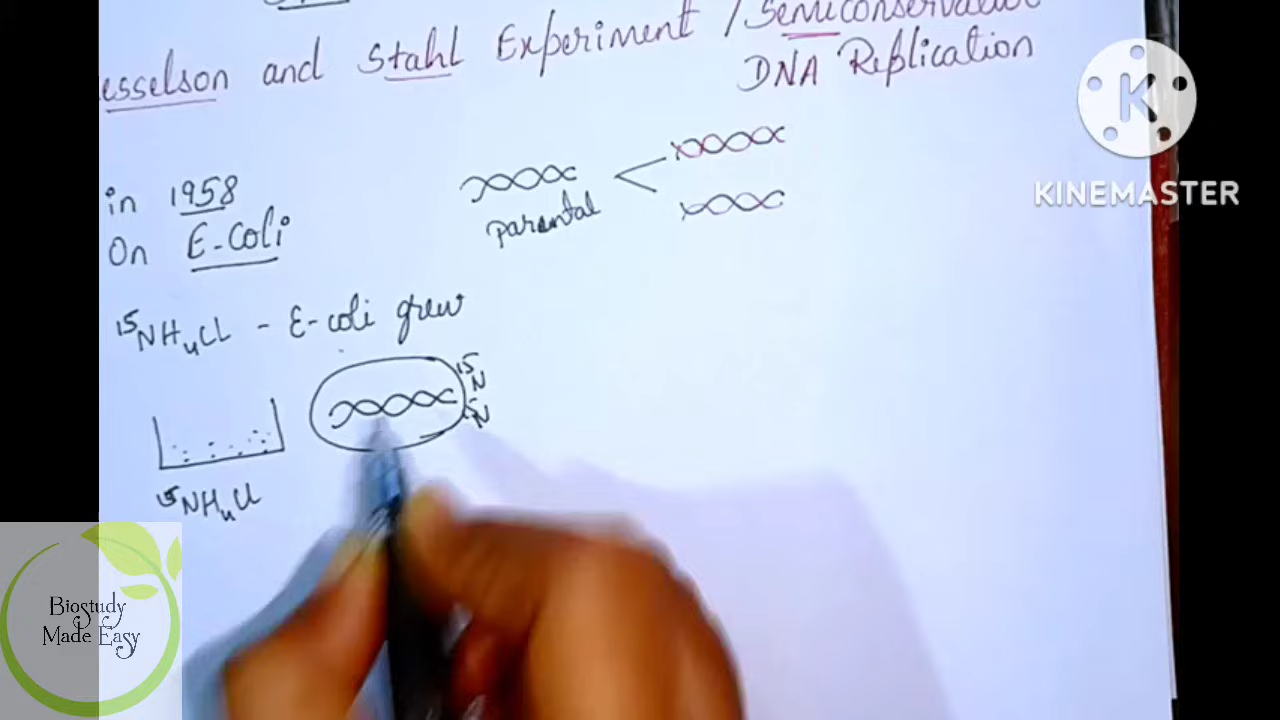 esselson and Stahl Experiment / Semiconservative
DNA Replication
in 1958
On E-Coli
parental
15NH4Cl - E-coli grew
15N
15N
15NH4Cl
KINEMASTER
Biostudy
Made Easy